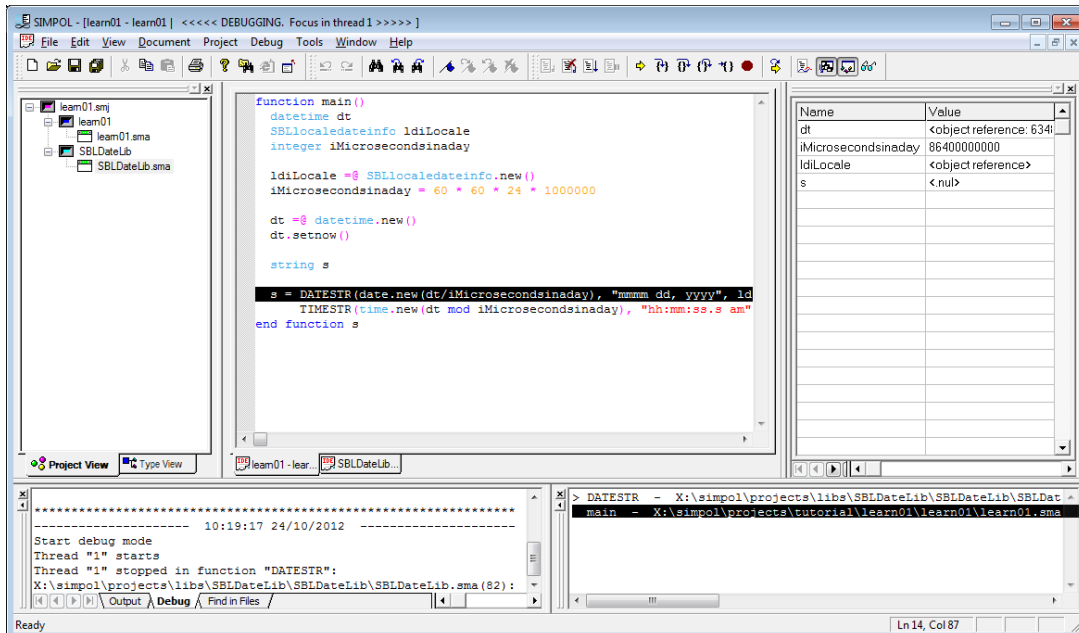 SIMPOL - [learn01 - learn01 | <<<<< DEBUGGING. Focus in thread 1 >>>>> ]
File Edit View Document Project Debug Tools Window Help
learn01.smj
learn01
learn01.sma
SBLDateLib
SBLDateLib.sma
Project View Type View
function main()
datetime dt
SBLlocaledateinfo ldiLocale
integer iMicrosecondsinaday
ldiLocale =@ SBLlocaledateinfo.new()
iMicrosecondsinaday = 60 * 60 * 24 * 1000000
dt =@ datetime.new()
dt.setnow()
string s
s = DATESTR(date.new(dt/iMicrosecondsinaday), "mmmm dd, yyyy", ld
TIMESTR(time.new(dt mod iMicrosecondsinaday), "hh:mm:ss.s am"
end function s
learn01 - lear... SBLDateLib...
Name Value
dt <object reference: 634
iMicrosecondsinaday 86400000000
ldiLocale <object reference>
s <.nul>
******************************************************************
--------------------- 10:19:17 24/10/2012 ---------------------
Start debug mode
Thread "1" starts
Thread "1" stopped in function "DATESTR":
X:\simpol\projects\libs\SBLDateLib\SBLDateLib\SBLDateLib.sma(82):
Output Debug Find in Files
> DATESTR - X:\simpol\projects\libs\SBLDateLib\SBLDateLib\SBLDat
main - X:\simpol\projects\tutorial\learn01\learn01\learn01.sma
Ready Ln 14, Col 87